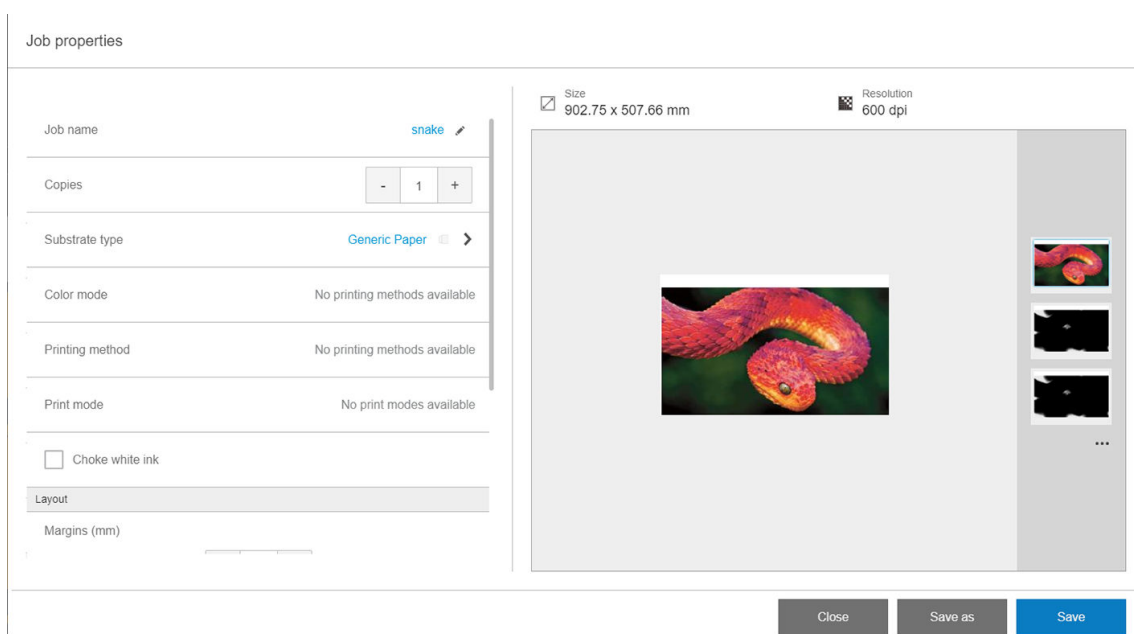 Job properties
Job name
snake
Copies
- 1 +
Substrate type
Generic Paper
Color mode
No printing methods available
Printing method
No printing methods available
Print mode
No print modes available
Choke white ink
Layout
Margins (mm)
Size
902.75 x 507.66 mm
Resolution
600 dpi
...
Close
Save as
Save